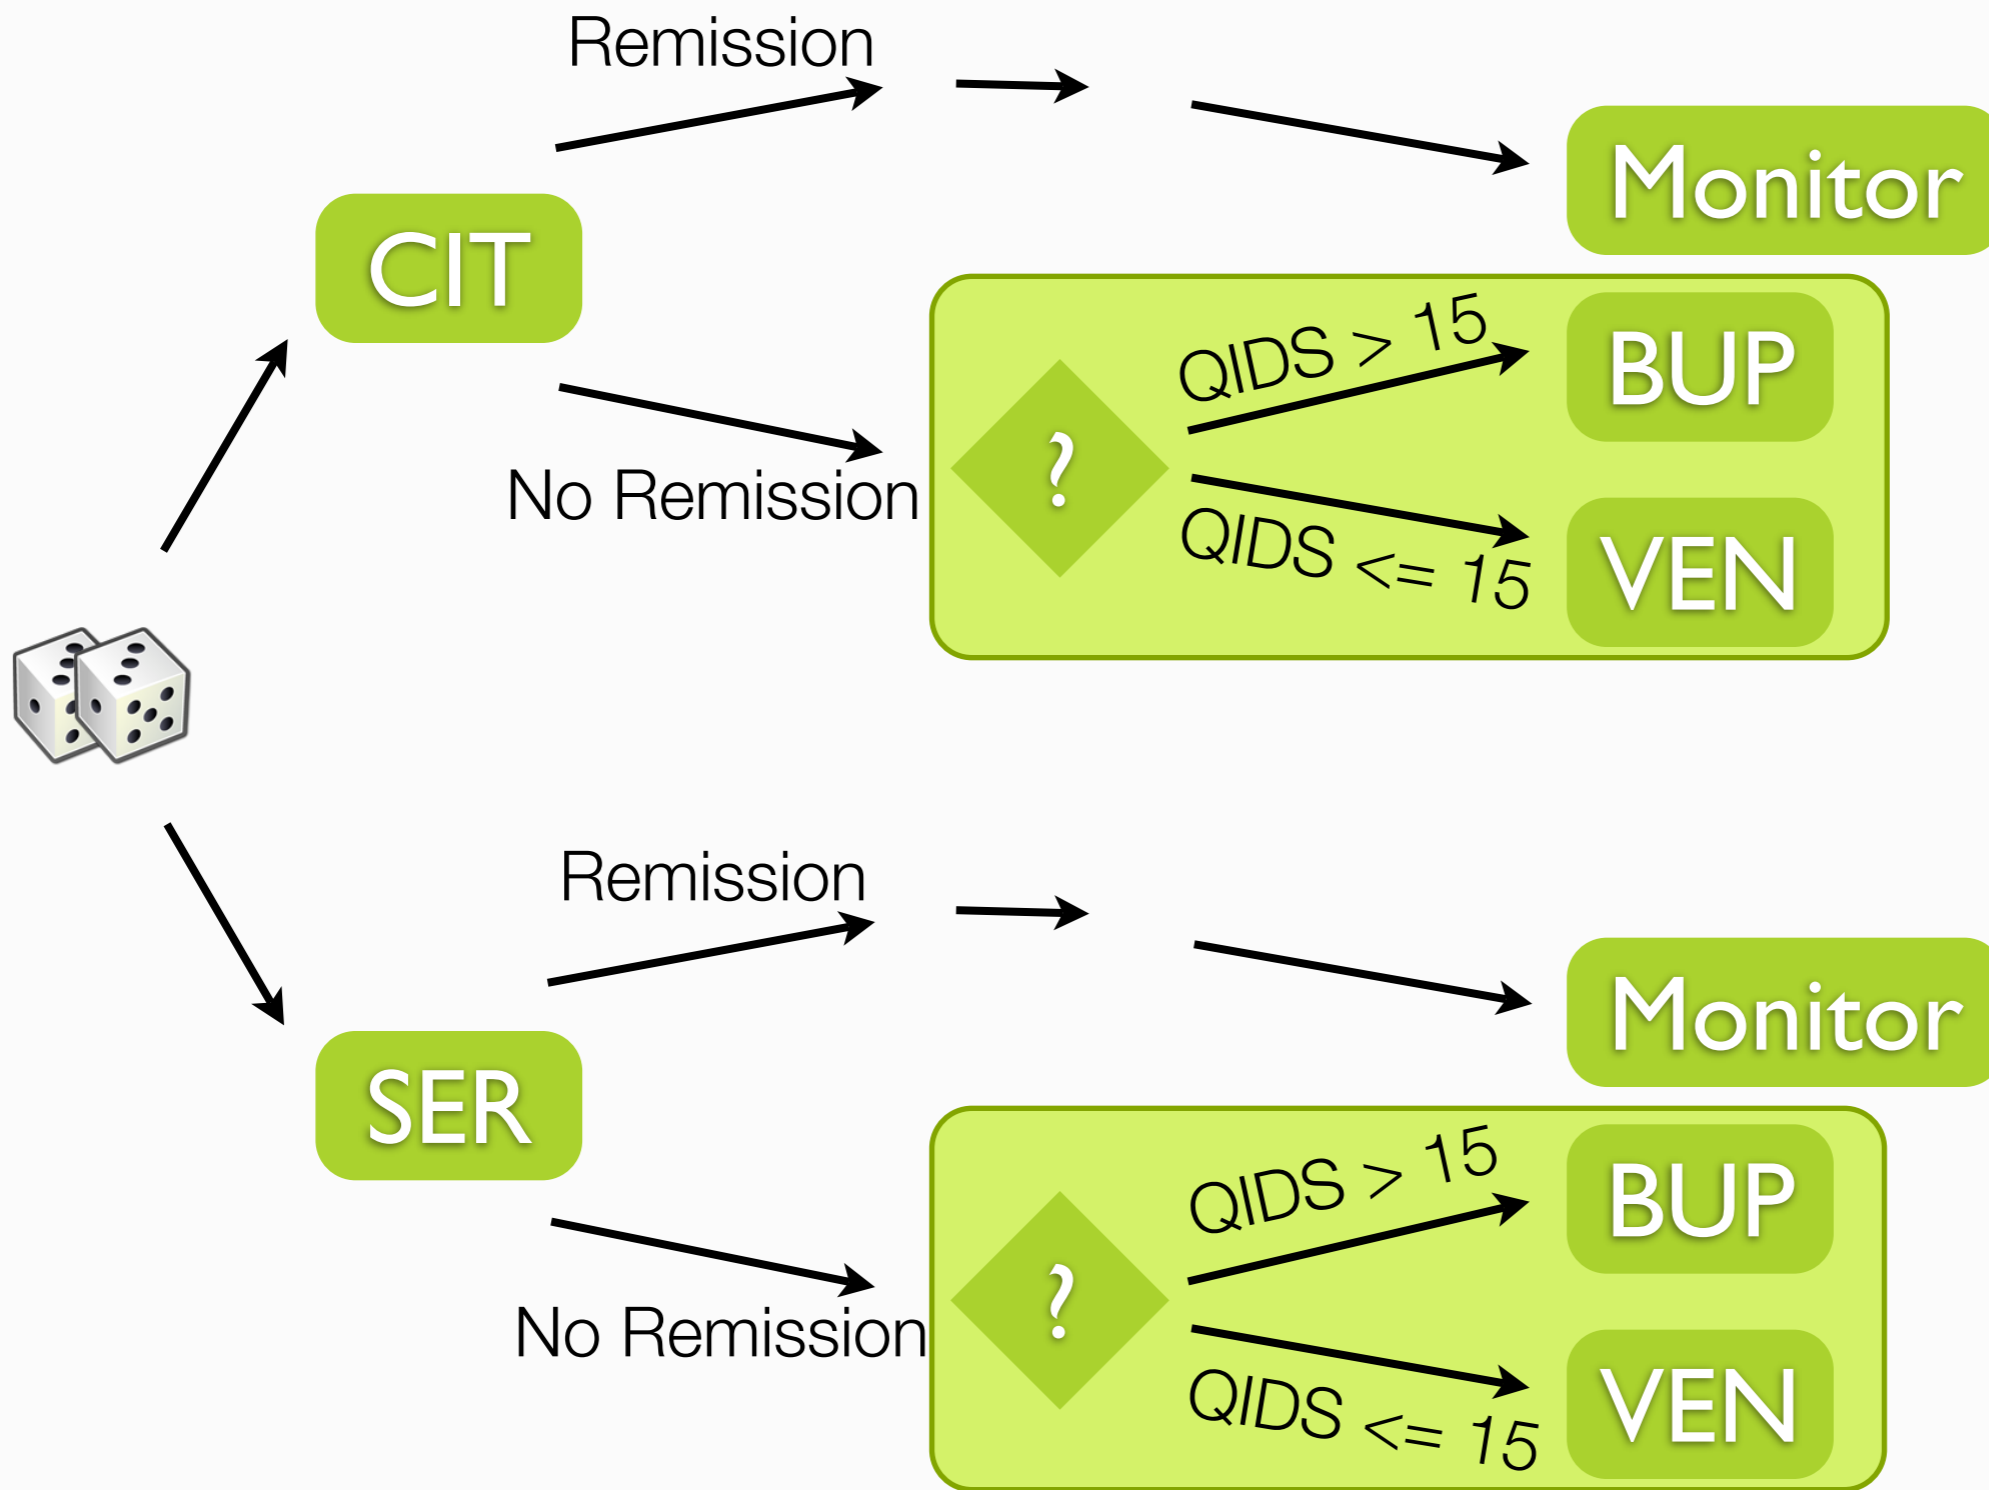 Remission
Monitor
CIT
QIDS > 15
BUP
?
No Remission
QIDS <= 15
VEN
Remission
Monitor
SER
QIDS > 15
BUP
?
No Remission
QIDS <= 15
VEN